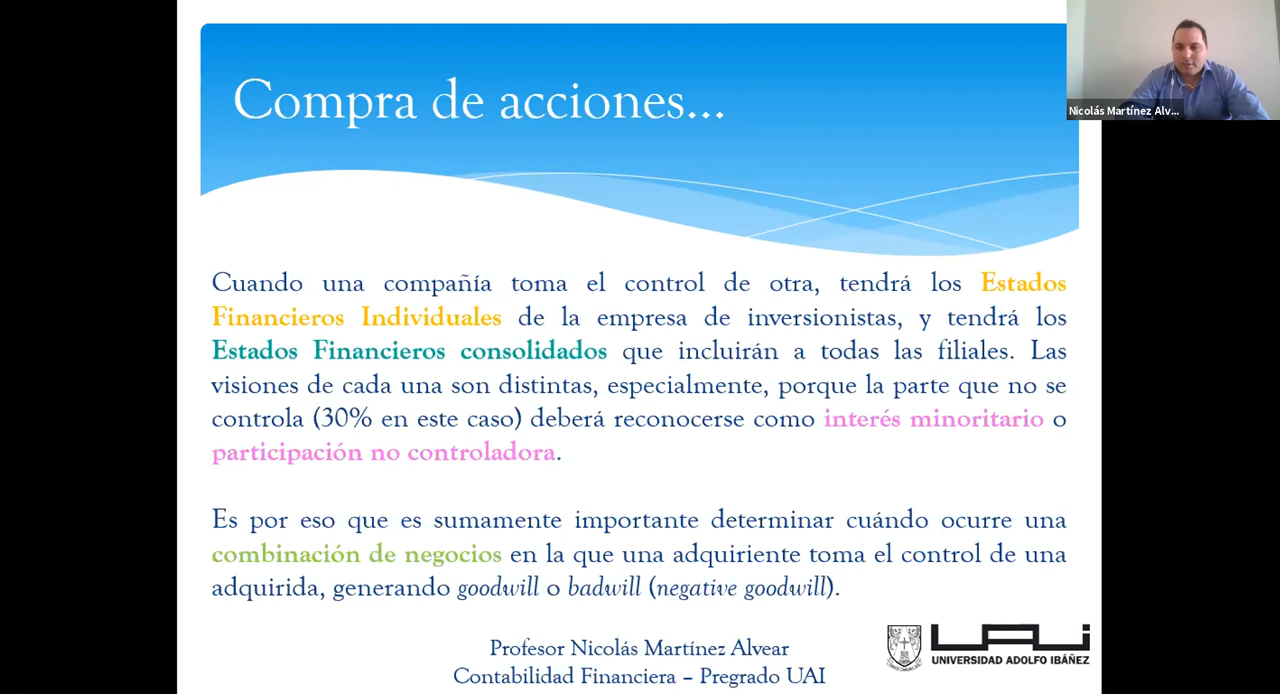 Compra de acciones...
Nicolás Martínez Alv...
Cuando una compañía toma el control de otra, tendrá los Estados
Financieros Individuales de la empresa de inversionistas, y tendrá los
Estados Financieros consolidados que incluirán a todas las filiales. Las
visiones de cada una son distintas, especialmente, porque la parte que no se
controla (30% en este caso) deberá reconocerse como interés minoritario o
participación no controladora.
Es por eso que es sumamente importante determinar cuándo ocurre una
combinación de negocios en la que una adquiriente toma el control de una
adquirida, generando goodwill o badwill (negative goodwill).
Profesor Nicolás Martínez Alvear
Contabilidad Financiera – Pregrado UAI
UAI
UNIVERSIDAD ADOLFO IBÁÑEZ